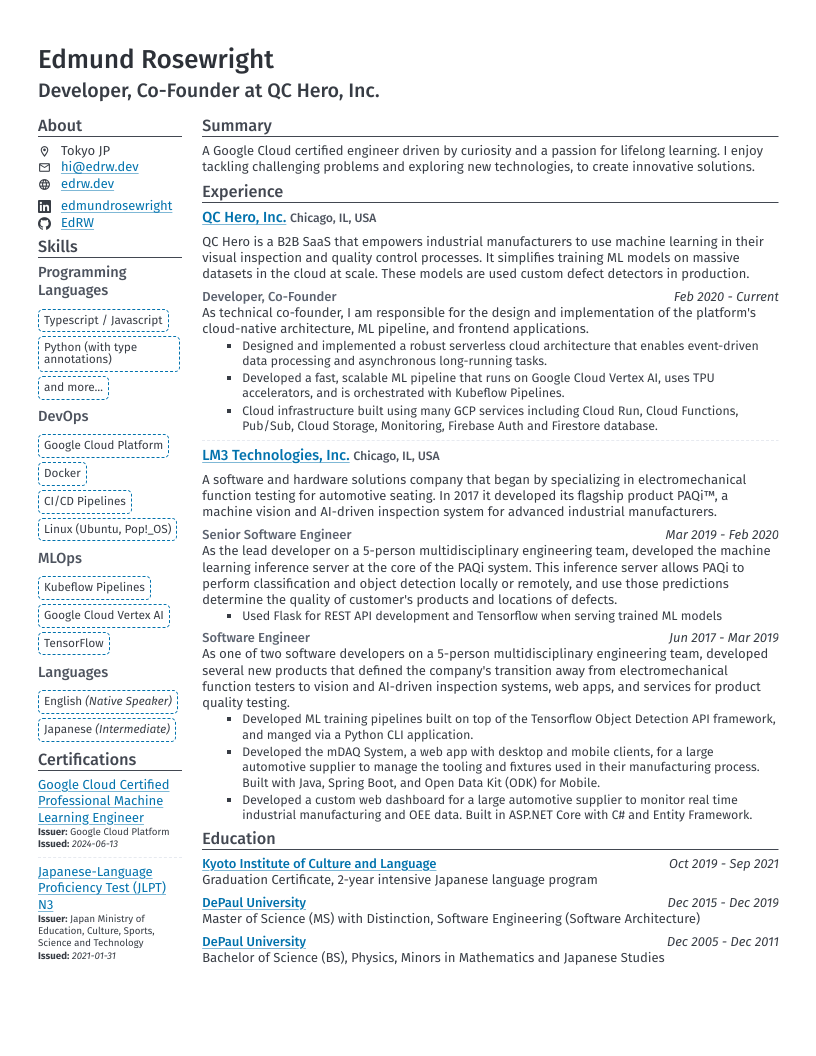 Edmund Rosewright
Developer, Co-Founder at QC Hero, Inc.
About
Tokyo JP
hi@edrw.dev
edrw.dev
edmundrosewright
EdRW
Skills
Programming
Languages
Typescript / Javascript
Python (with type
annotations)
and more...
DevOps
Google Cloud Platform
Docker
CI/CD Pipelines
Linux (Ubuntu, Pop!_OS)
MLOps
Kubeflow Pipelines
Google Cloud Vertex AI
TensorFlow
Languages
English (Native Speaker)
Japanese (Intermediate)
Certifications
Google Cloud Certified
Professional Machine
Learning Engineer
Issuer: Google Cloud Platform
Issued: 2024-06-13
Japanese-Language
Proficiency Test (JLPT)
N3
Issuer: Japan Ministry of
Education, Culture, Sports,
Science and Technology
Issued: 2021-01-31
Summary
A Google Cloud certified engineer driven by curiosity and a passion for lifelong learning. I enjoy
tackling challenging problems and exploring new technologies, to create innovative solutions.
Experience
QC Hero, Inc. Chicago, IL, USA
QC Hero is a B2B SaaS that empowers industrial manufacturers to use machine learning in their
visual inspection and quality control processes. It simplifies training ML models on massive
datasets in the cloud at scale. These models are used custom defect detectors in production.
Developer, Co-Founder Feb 2020 - Current
As technical co-founder, I am responsible for the design and implementation of the platform's
cloud-native architecture, ML pipeline, and frontend applications.
▪ Designed and implemented a robust serverless cloud architecture that enables event-driven
data processing and asynchronous long-running tasks.
▪ Developed a fast, scalable ML pipeline that runs on Google Cloud Vertex AI, uses TPU
accelerators, and is orchestrated with Kubeflow Pipelines.
▪ Cloud infrastructure built using many GCP services including Cloud Run, Cloud Functions,
Pub/Sub, Cloud Storage, Monitoring, Firebase Auth and Firestore database.
LM3 Technologies, Inc. Chicago, IL, USA
A software and hardware solutions company that began by specializing in electromechanical
function testing for automotive seating. In 2017 it developed its flagship product PAQi™, a
machine vision and AI-driven inspection system for advanced industrial manufacturers.
Senior Software Engineer Mar 2019 - Feb 2020
As the lead developer on a 5-person multidisciplinary engineering team, developed the machine
learning inference server at the core of the PAQi system. This inference server allows PAQi to
perform classification and object detection locally or remotely, and use those predictions
determine the quality of customer's products and locations of defects.
▪ Used Flask for REST API development and Tensorflow when serving trained ML models
Software Engineer Jun 2017 - Mar 2019
As one of two software developers on a 5-person multidisciplinary engineering team, developed
several new products that defined the company's transition away from electromechanical
function testers to vision and AI-driven inspection systems, web apps, and services for product
quality testing.
▪ Developed ML training pipelines built on top of the Tensorflow Object Detection API framework,
and manged via a Python CLI application.
▪ Developed the mDAQ System, a web app with desktop and mobile clients, for a large
automotive supplier to manage the tooling and fixtures used in their manufacturing process.
Built with Java, Spring Boot, and Open Data Kit (ODK) for Mobile.
▪ Developed a custom web dashboard for a large automotive supplier to monitor real time
industrial manufacturing and OEE data. Built in ASP.NET Core with C# and Entity Framework.
Education
Kyoto Institute of Culture and Language Oct 2019 - Sep 2021
Graduation Certificate, 2-year intensive Japanese language program
DePaul University Dec 2015 - Dec 2019
Master of Science (MS) with Distinction, Software Engineering (Software Architecture)
DePaul University Dec 2005 - Dec 2011
Bachelor of Science (BS), Physics, Minors in Mathematics and Japanese Studies